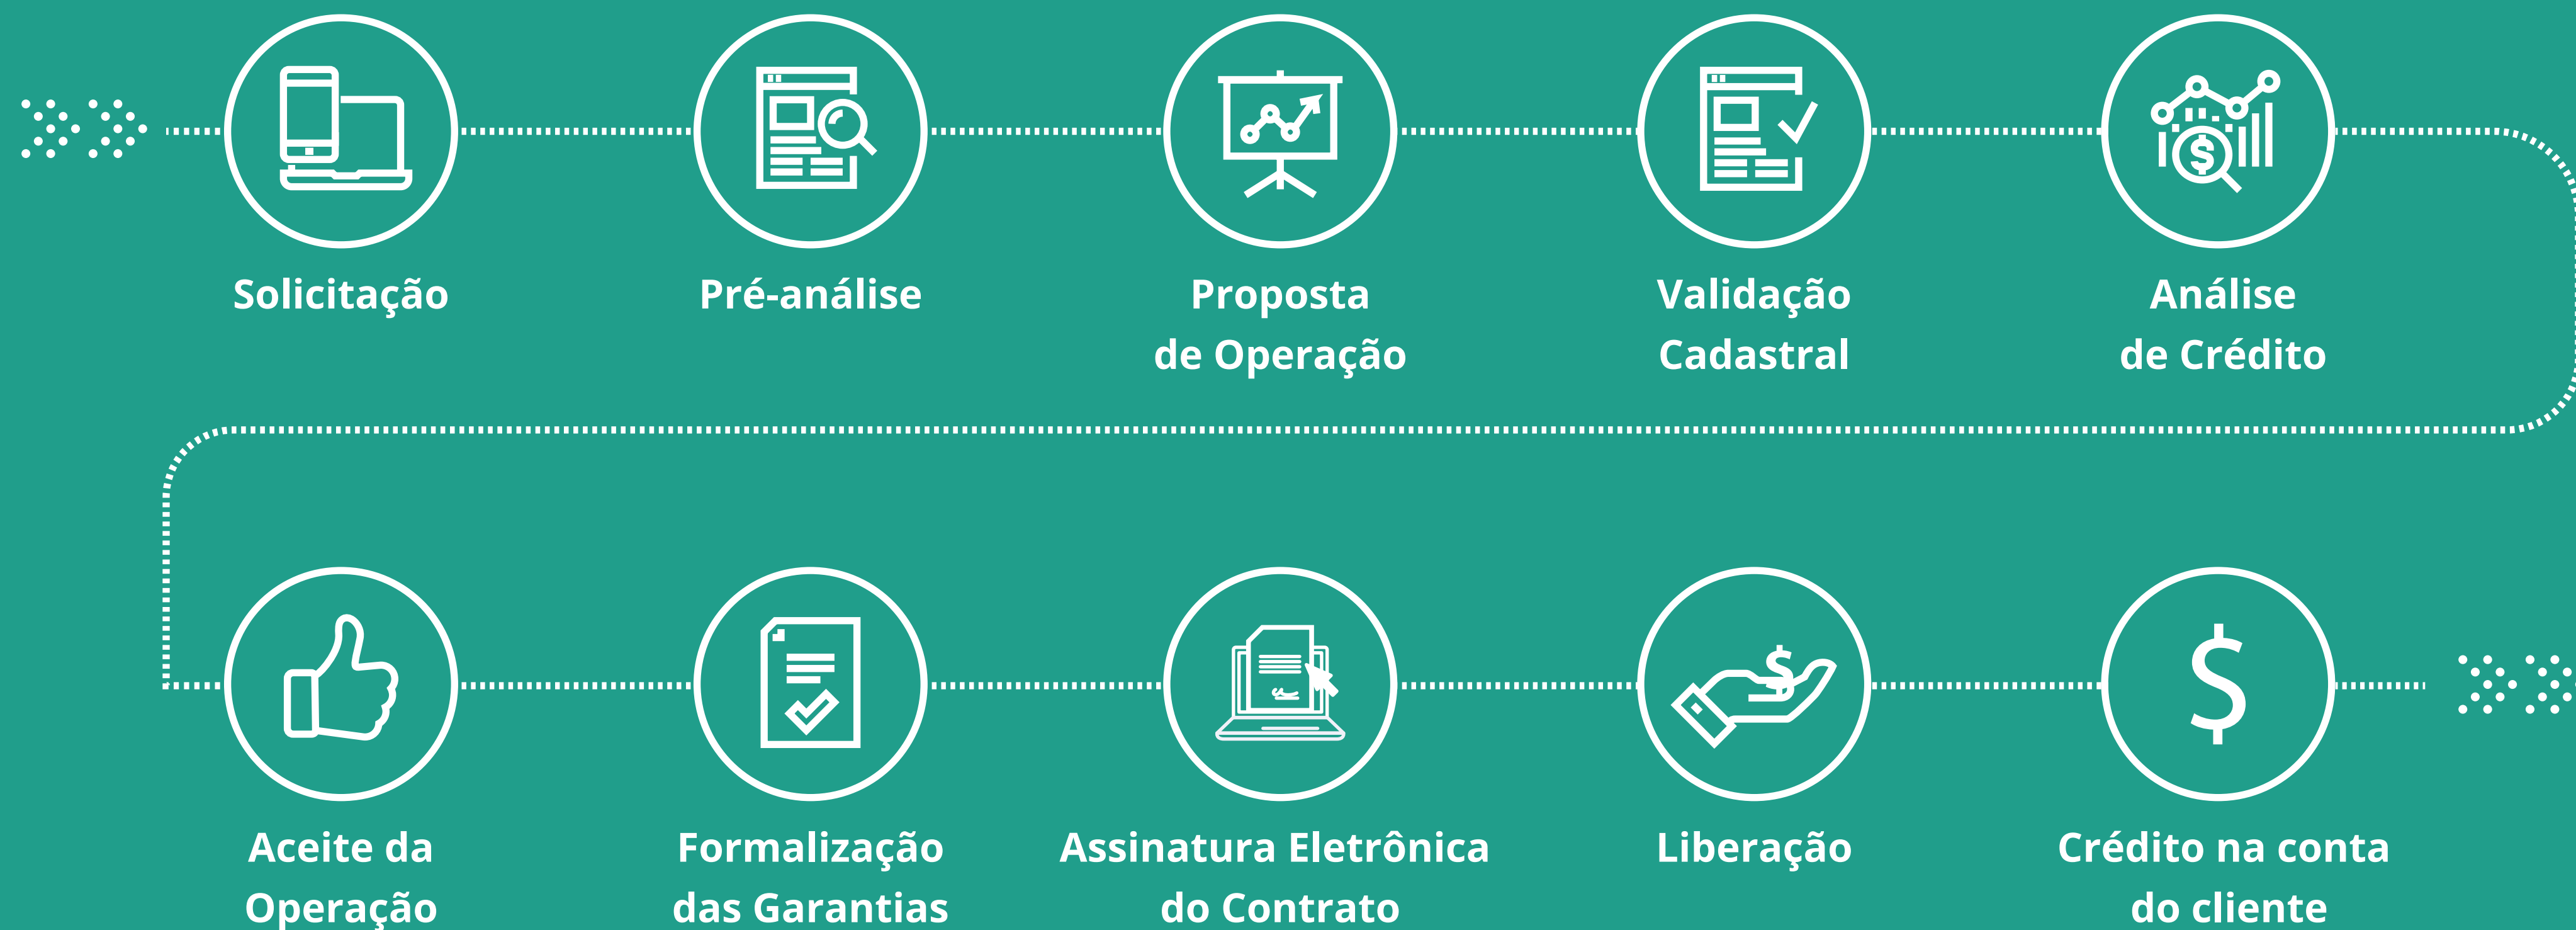 Solicitação
Pré-análise
Proposta
de Operação
Validação
Cadastral
Análise
de Crédito
Aceite da
Operação
Formalização
das Garantias
Assinatura Eletrônica
do Contrato
Liberação
Crédito na conta
do cliente